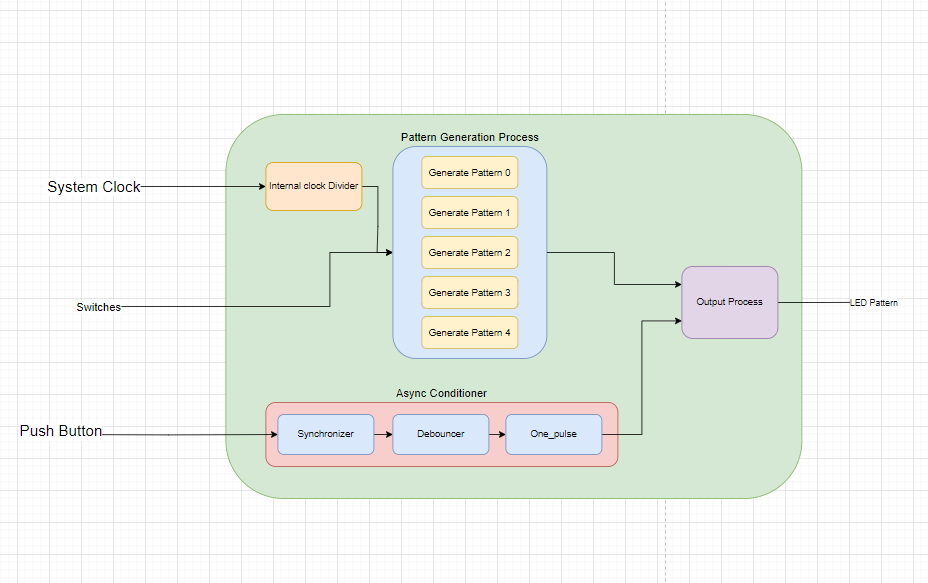 Pattern Generation Process
System Clock
Internal clock Divider
Generate Pattern 0
Generate Pattern 1
Generate Pattern 2
Generate Pattern 3
Generate Pattern 4
Switches
Output Process
LED Pattern
Async Conditioner
Push Button
Synchronizer
Debouncer
One_pulse